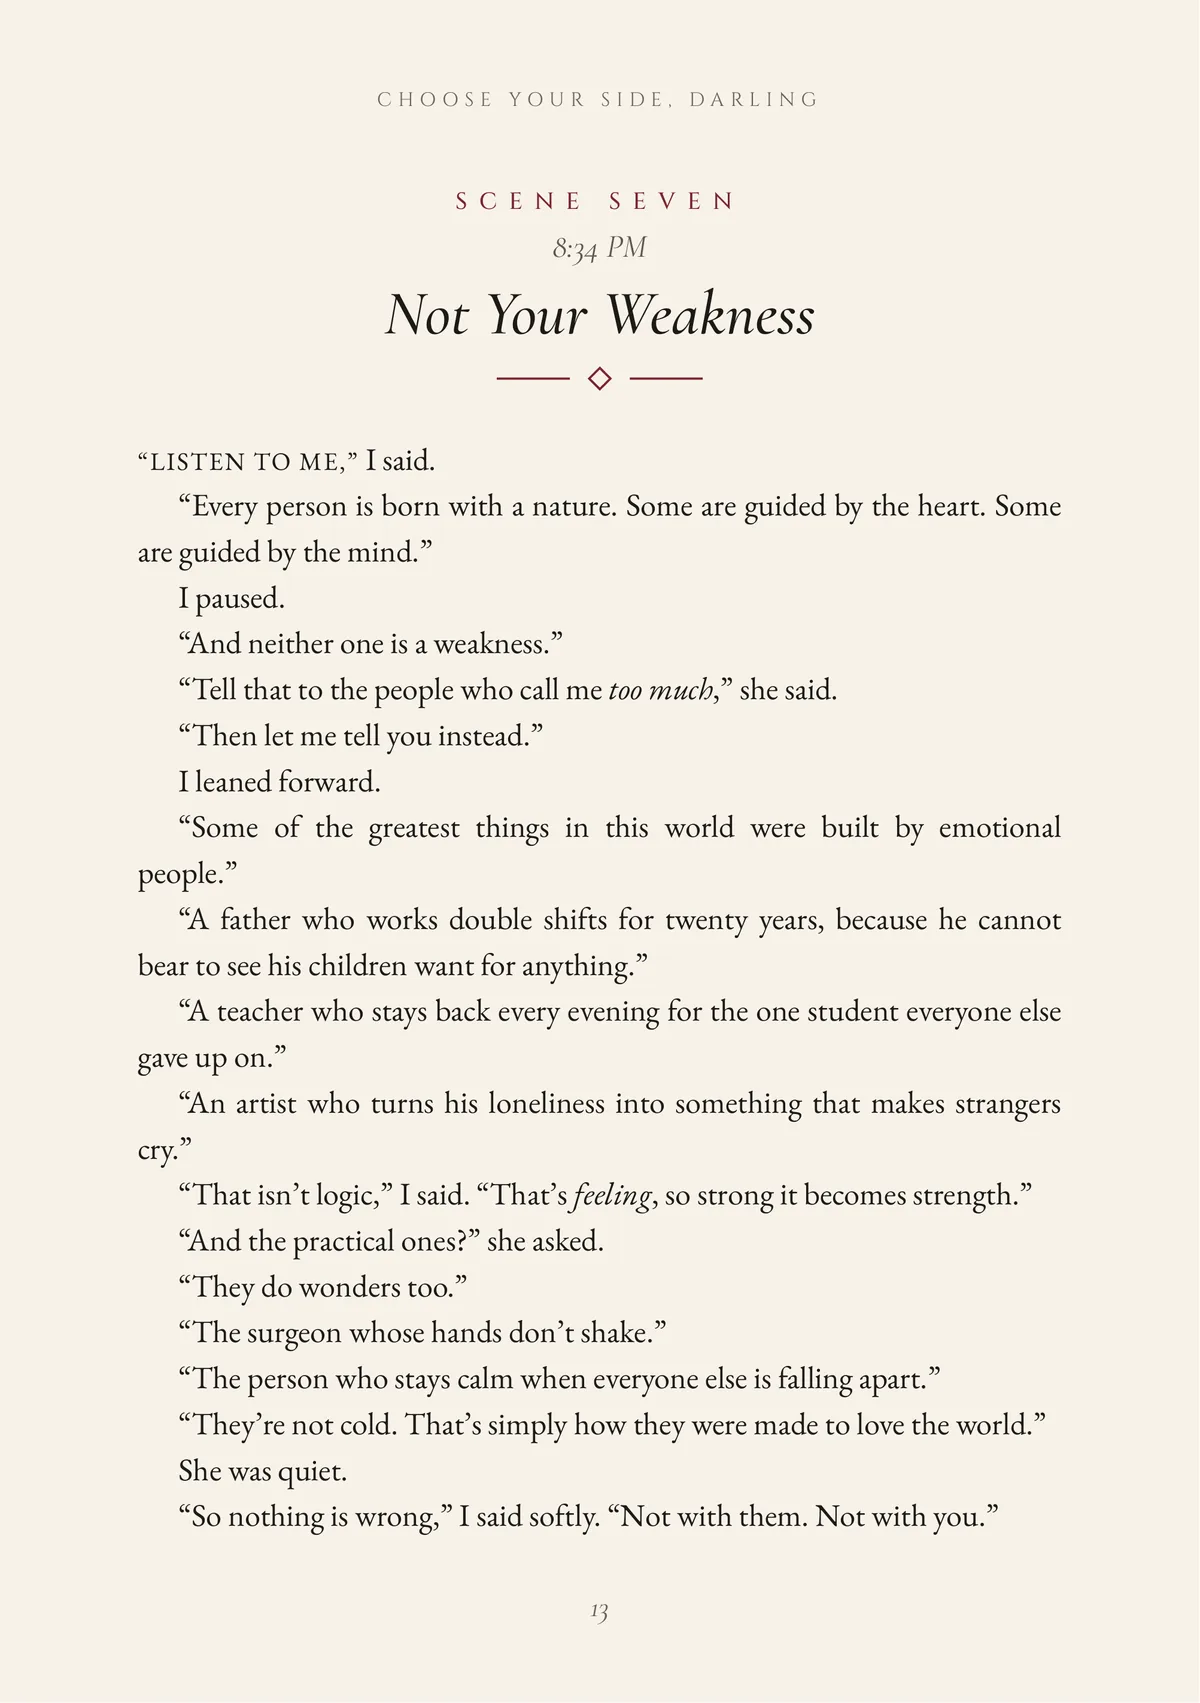 CHOOSE YOUR SIDE, DARLING
SCENE SEVEN
8:34 PM
Not Your Weakness
“LISTEN TO ME,” I said.
“Every person is born with a nature. Some are guided by the heart. Some
are guided by the mind.”
I paused.
“And neither one is a weakness.”
“Tell that to the people who call me too much,” she said.
“Then let me tell you instead.”
I leaned forward.
“Some of the greatest things in this world were built by emotional
people.”
“A father who works double shifts for twenty years, because he cannot
bear to see his children want for anything.”
“A teacher who stays back every evening for the one student everyone else
gave up on.”
“An artist who turns his loneliness into something that makes strangers
cry.”
“That isn’t logic,” I said. “That’s feeling, so strong it becomes strength.”
“And the practical ones?” she asked.
“They do wonders too.”
“The surgeon whose hands don’t shake.”
“The person who stays calm when everyone else is falling apart.”
“They’re not cold. That’s simply how they were made to love the world.”
She was quiet.
“So nothing is wrong,” I said softly. “Not with them. Not with you.”
13